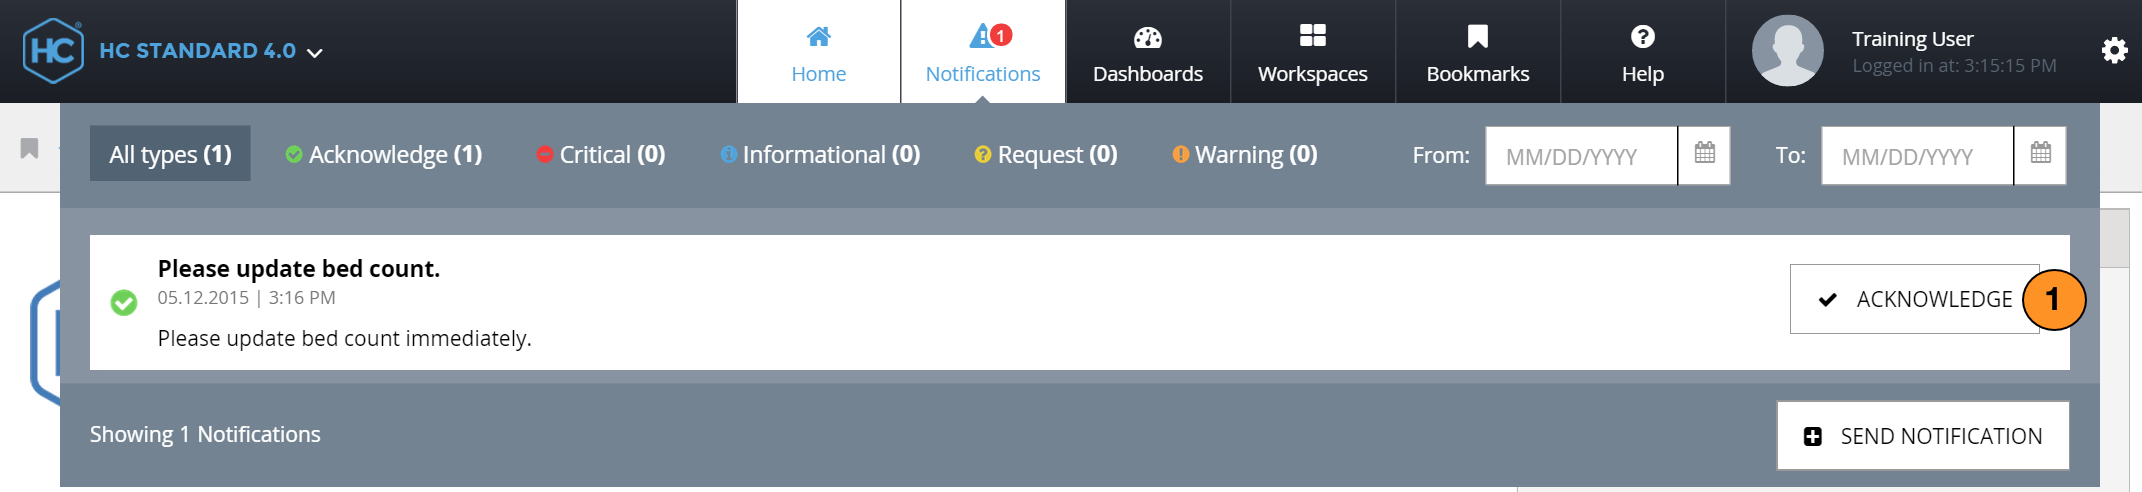 HC ® HC STANDARD 4.0
Home
Notifications 1
Dashboards
Workspaces
Bookmarks
Help
Training User
Logged in at: 3:15:15 PM
All types (1) Acknowledge (1) Critical (0) Informational (0) Request (0) Warning (0) From: MM/DD/YYYY To: MM/DD/YYYY
Please update bed count.
05.12.2015 | 3:16 PM
Please update bed count immediately.
ACKNOWLEDGE 1
Showing 1 Notifications
SEND NOTIFICATION